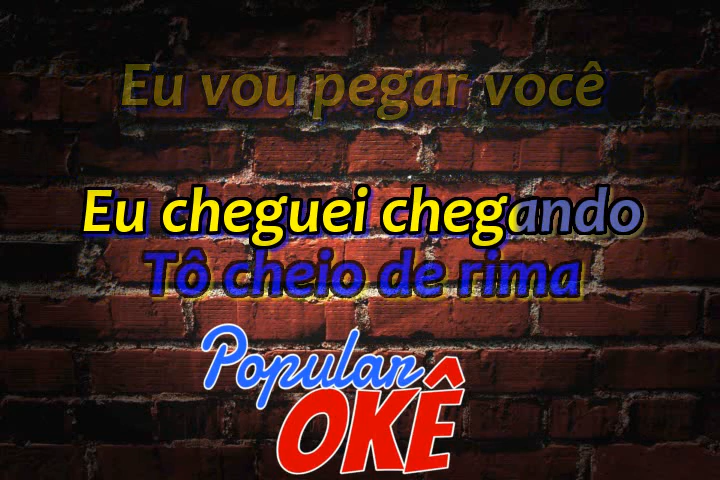 Eu vou pegar você
Eu cheguei chegando
Tô cheio de rima
Popular
OKÊ